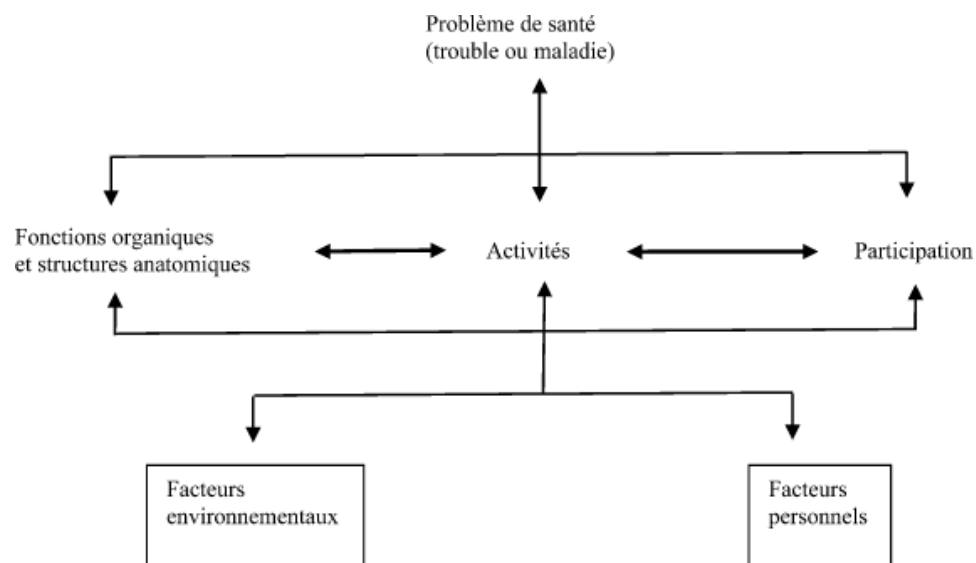 Problème de santé
(trouble ou maladie)
Fonctions organiques
et structures anatomiques
Activités
Participation
Facteurs
environnementaux
Facteurs
personnels